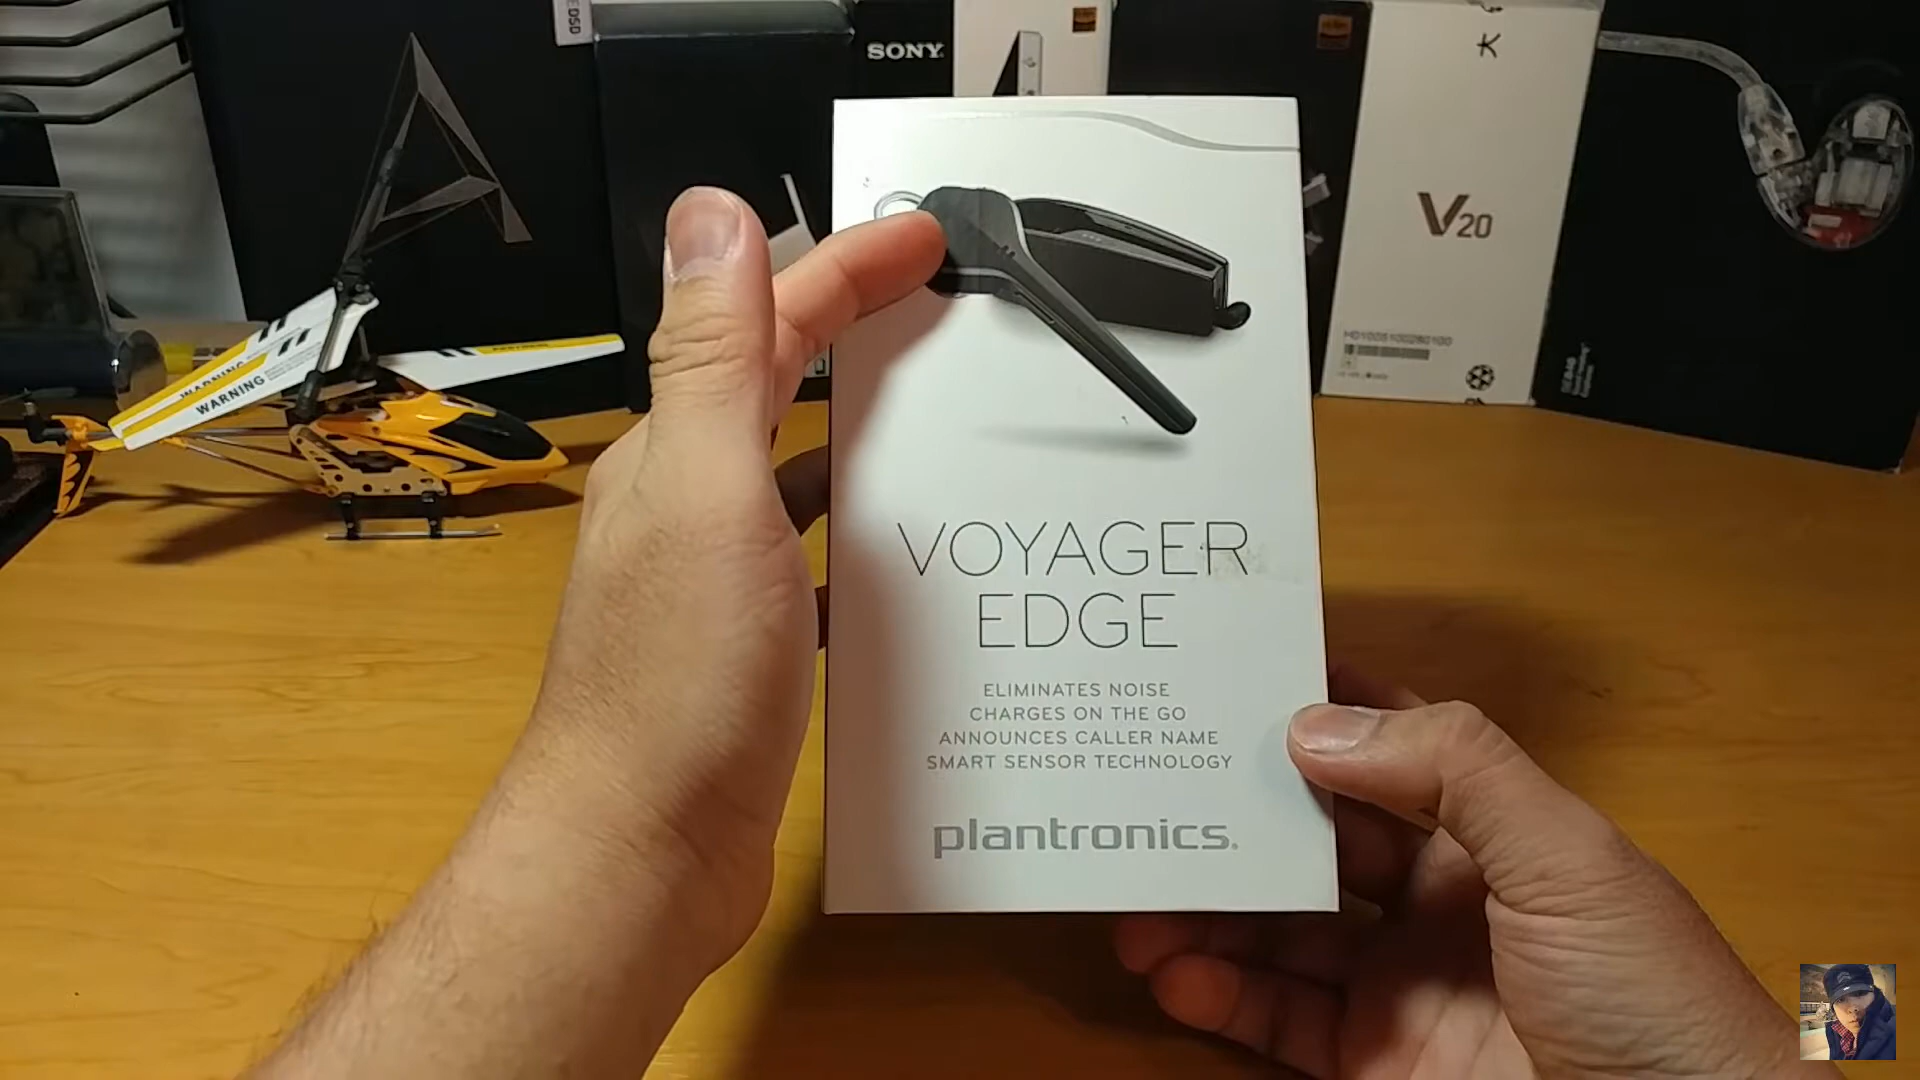 SONY
K
V20
WARNING
WARNING
VOYAGER
EDGE
ELIMINATES NOISE
CHARGES ON THE GO
ANNOUNCES CALLER NAME
SMART SENSOR TECHNOLOGY
plantronics.